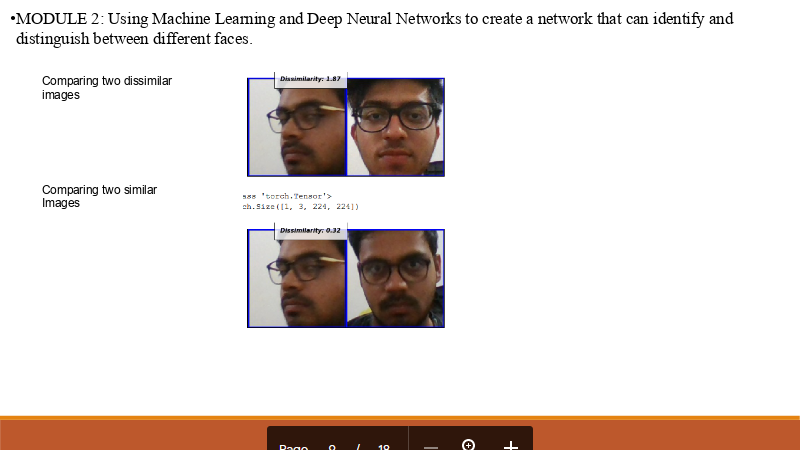 •MODULE 2: Using Machine Learning and Deep Neural Networks to create a network that can identify and
distinguish between different faces.
Comparing two dissimilar
images
Dissimilarity: 1.87
Comparing two similar
Images
ass 'torch.Tensor'>
ch.Size([1, 3, 224, 224])
Dissimilarity: 0.32
Page 9 / 18